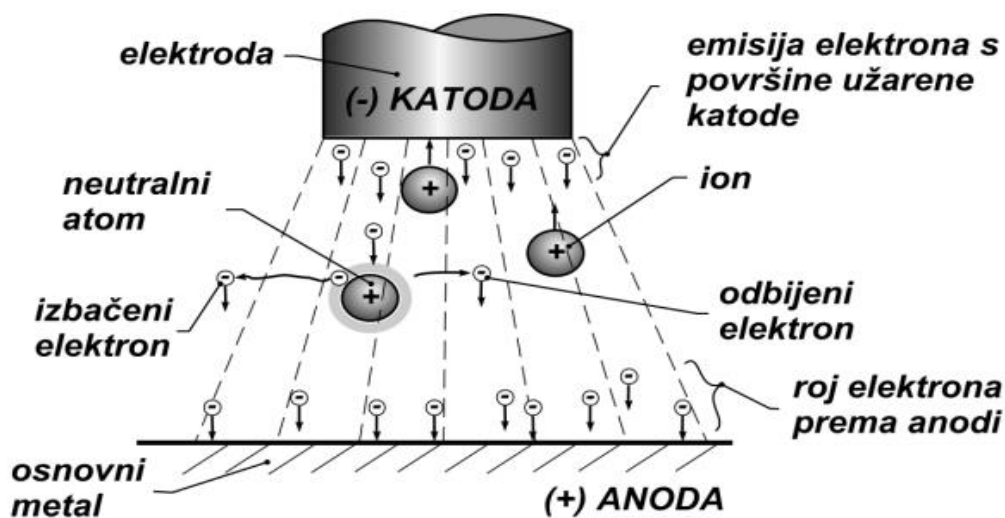 elektroda
(-) KATODA
emisija elektrona s
površine užarene
katode
neutralni
atom
ion
izbačeni
elektron
odbijeni
elektron
roj elektrona
prema anodi
osnovni
metal
(+) ANODA